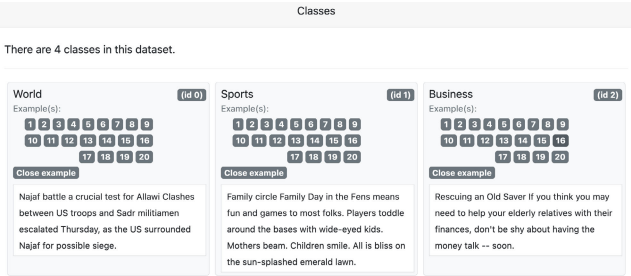 Classes
There are 4 classes in this dataset.
World (id 0)
Example(s):
1 2 3 4 5 6 7 8 9
10 11 12 13 14 15 16
17 18 19 20
Close example
Najaf battle a crucial test for Allawi Clashes
between US troops and Sadr militiamen
escalated Thursday, as the US surrounded
Najaf for possible siege.
Sports (id 1)
Example(s):
1 2 3 4 5 6 7 8 9
10 11 12 13 14 15 16
17 18 19 20
Close example
Family circle Family Day in the Fens means
fun and games to most folks. Players toddle
around the bases with wide-eyed kids.
Mothers beam. Children smile. All is bliss on
the sun-splashed emerald lawn.
Business (id 2)
Example(s):
1 2 3 4 5 6 7 8 9
10 11 12 13 14 15 16
17 18 19 20
Close example
Rescuing an Old Saver If you think you may
need to help your elderly relatives with their
finances, don't be shy about having the
money talk -- soon.